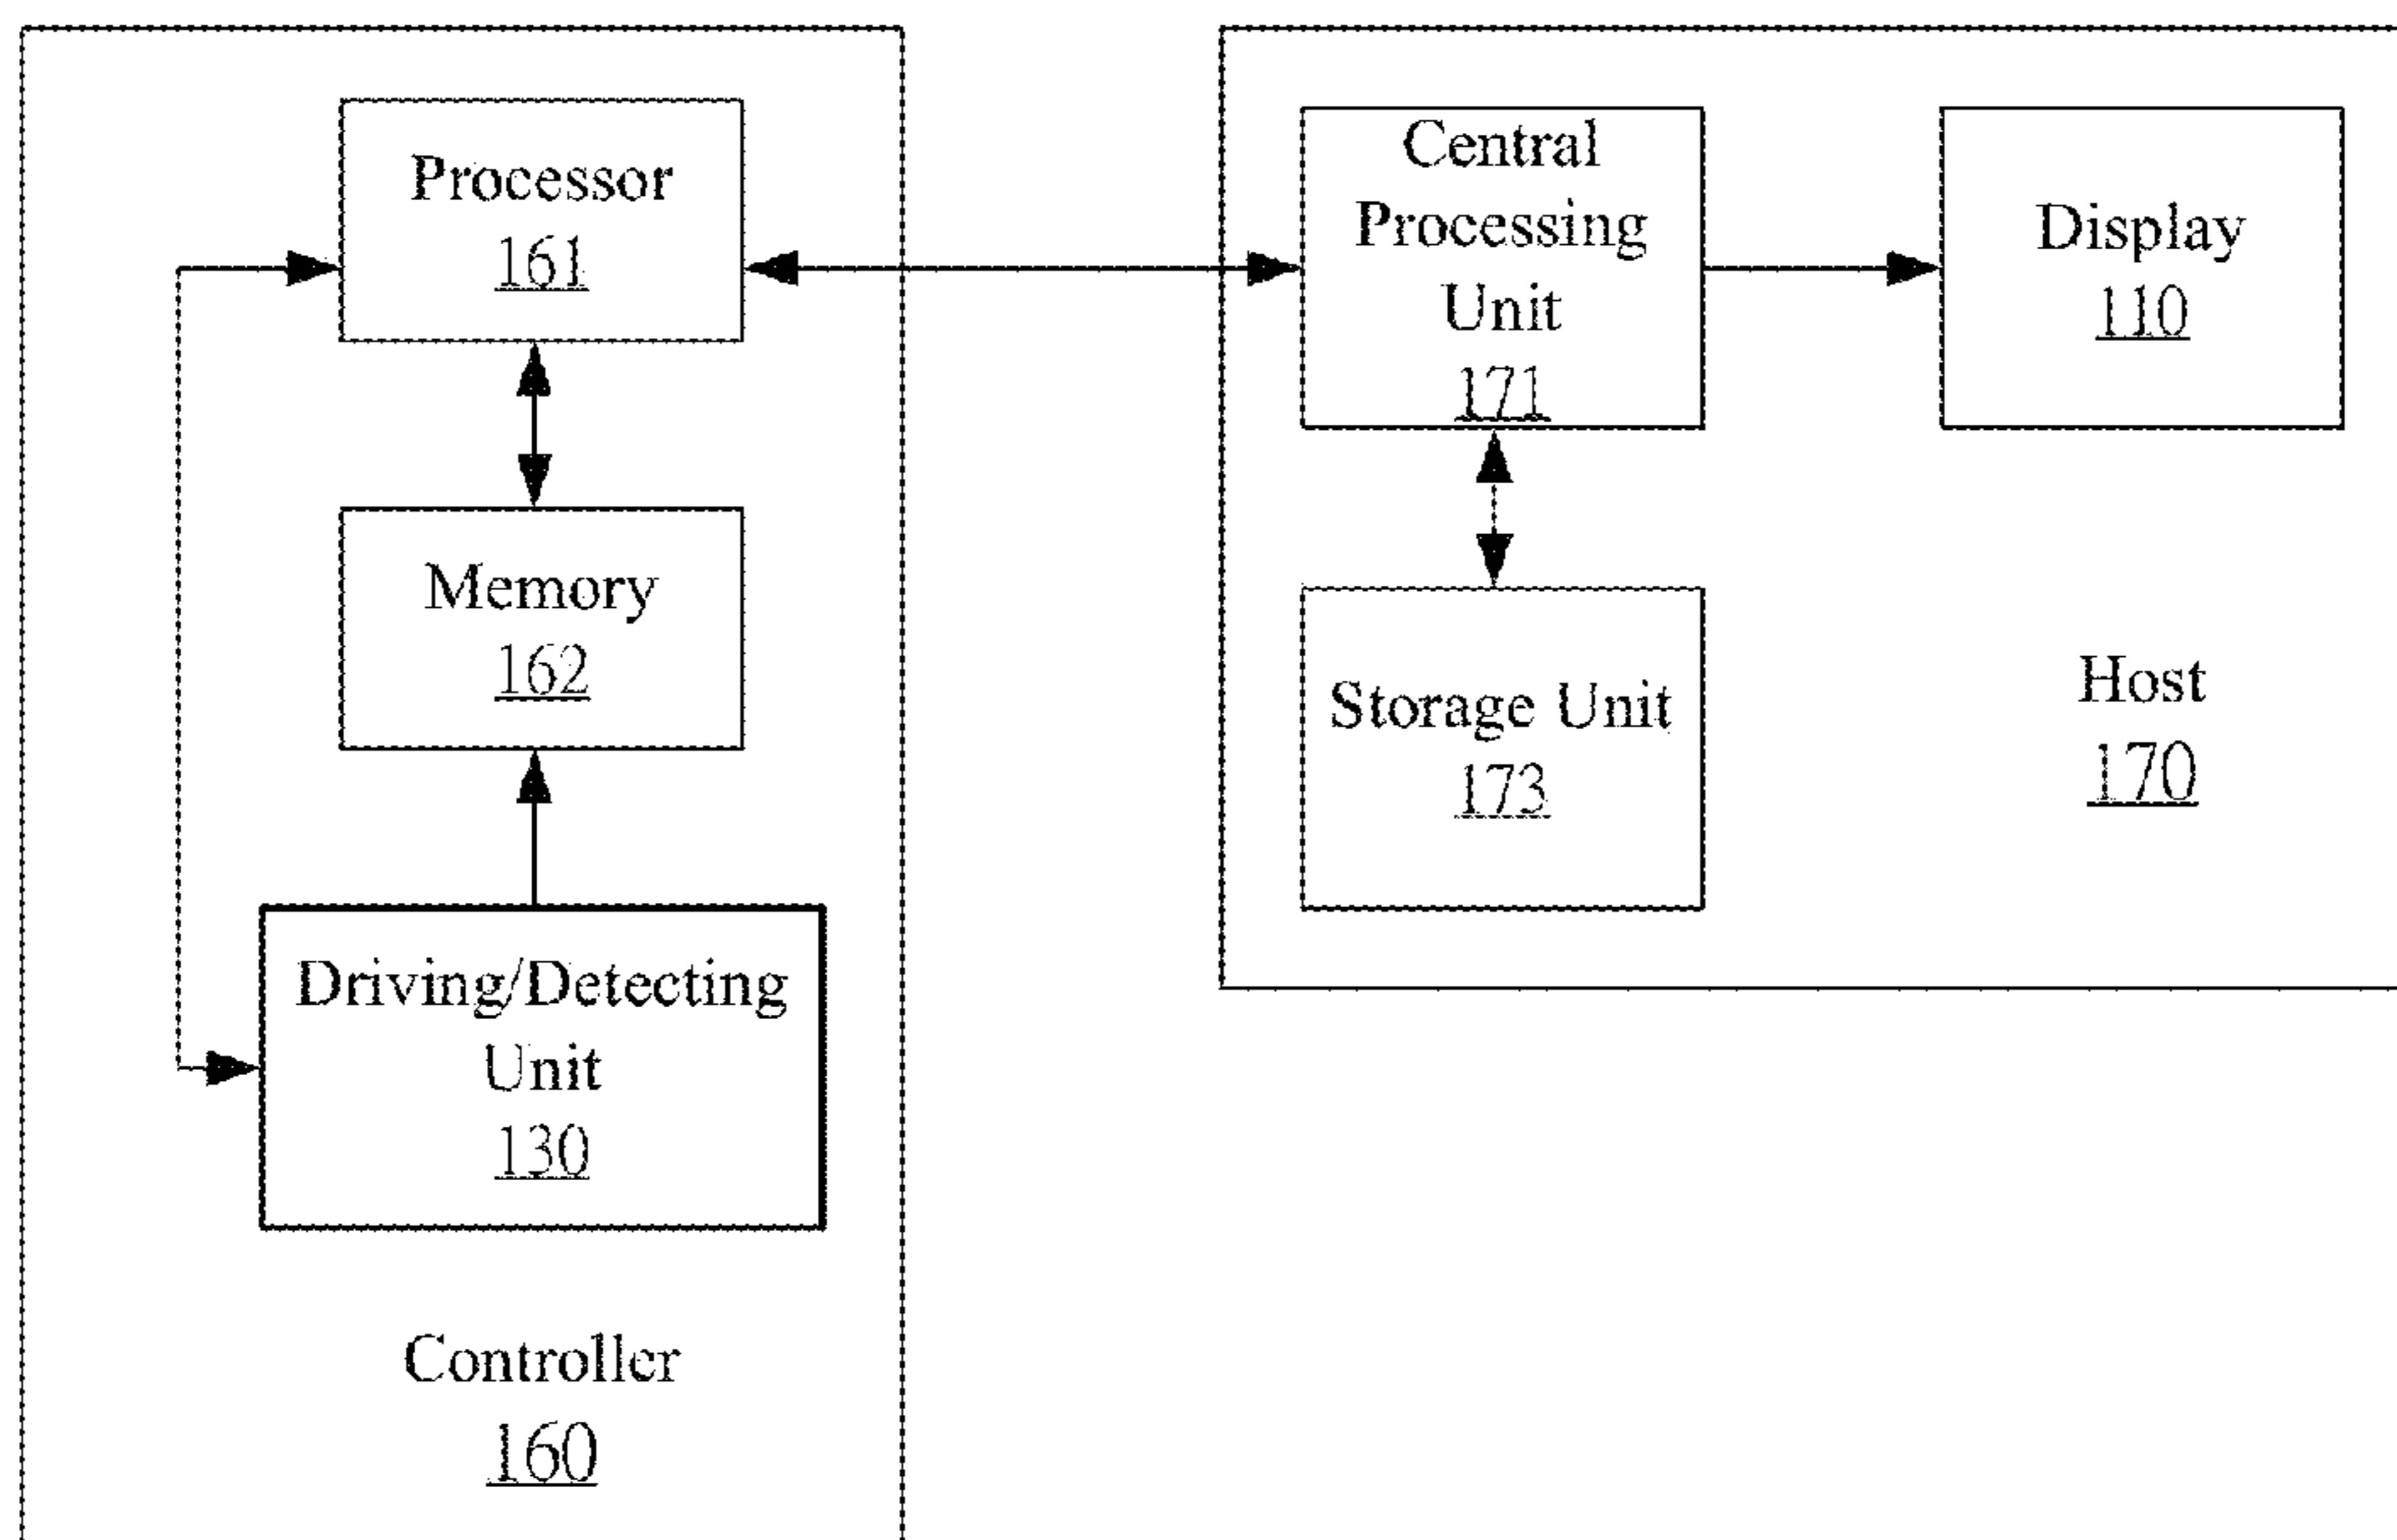 Processor
161
Memory
162
Driving/Detecting
Unit
130
Controller
160
Central
Processing
Unit
171
Display
110
Storage Unit
173
Host
170